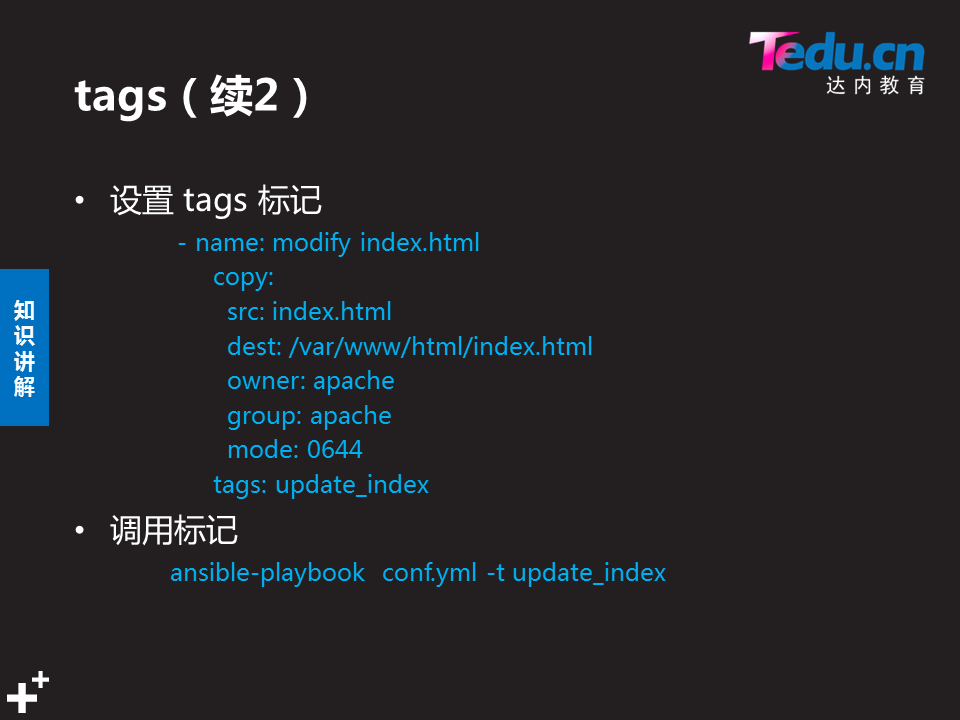 Tedu.cn
达内教育
tags（续2）
• 设置 tags 标记
- name: modify index.html
copy:
src: index.html
dest: /var/www/html/index.html
owner: apache
group: apache
mode: 0644
tags: update_index
• 调用标记
ansible-playbook conf.yml -t update_index
知识讲解